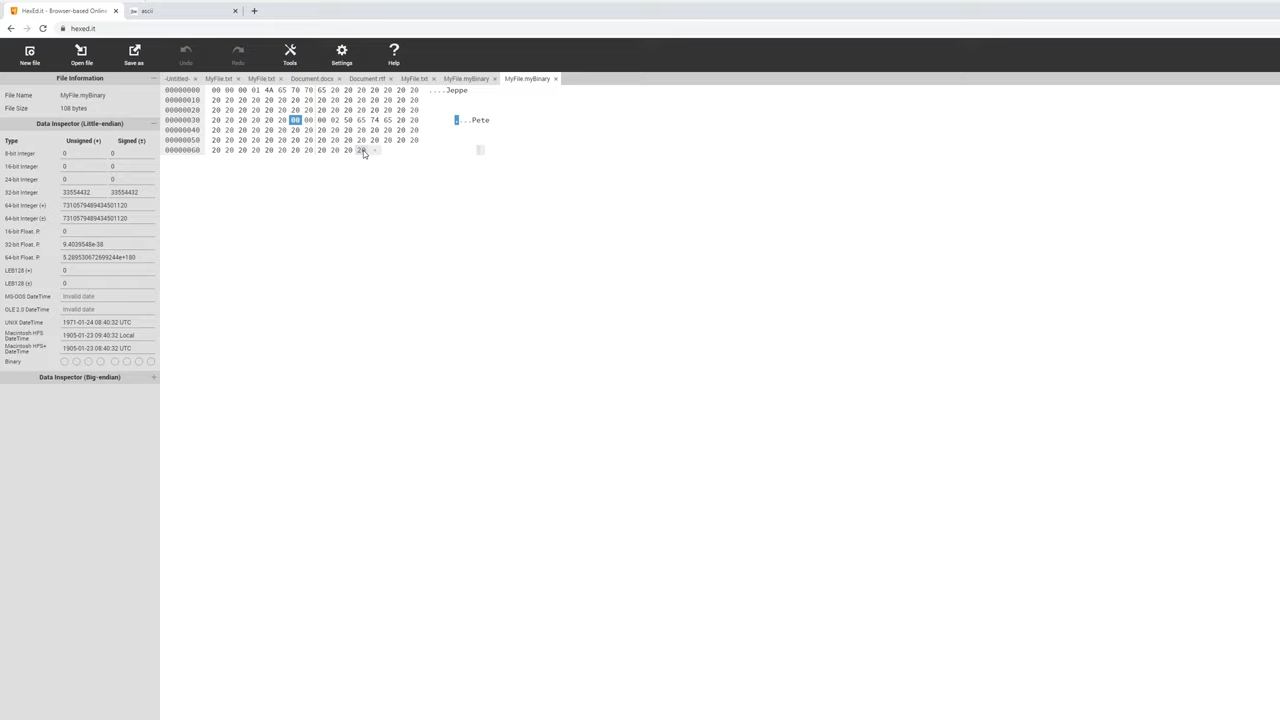 HexEd.it - Browser-based Online
ascii
hexed.it
New file
Open file
Save as
Undo
Redo
Tools
Settings
Help
File Information
-Untitled-
MyFile.txt
MyFile.txt
Document.docx
Document.rtf
MyFile.txt
MyFile.myBinary
MyFile.myBinary
File Name MyFile.myBinary
File Size 108 bytes
Data Inspector (Little-endian)
Type Unsigned (+) Signed (±)
8-bit Integer 0 0
16-bit Integer 0 0
24-bit Integer 0 0
32-bit Integer 33554432 33554432
64-bit Integer (+) 7310579489434501120
64-bit Integer (±) 7310579489434501120
16-bit Float. P. 0
32-bit Float. P. 9.4039548e-38
64-bit Float. P. 5.289530672699244e+180
LEB128 (+) 0
LEB128 (±) 0
MS-DOS DateTime Invalid date
OLE 2.0 DateTime Invalid date
UNIX DateTime 1971-01-24 08:40:32 UTC
Macintosh HFS DateTime 1905-01-23 09:40:32 Local
Macintosh HFS+ DateTime 1905-01-23 08:40:32 UTC
Binary
Data Inspector (Big-endian)
00000000 00 00 00 01 4A 65 70 70 65 20 20 20 20 20 20 20 ....Jeppe
00000010 20 20 20 20 20 20 20 20 20 20 20 20 20 20 20 20
00000020 20 20 20 20 20 20 20 20 20 20 20 20 20 20 20 20
00000030 20 20 20 20 20 20 00 00 00 02 50 65 74 65 20 20 ....Pete
00000040 20 20 20 20 20 20 20 20 20 20 20 20 20 20 20 20
00000050 20 20 20 20 20 20 20 20 20 20 20 20 20 20 20 20
00000060 20 20 20 20 20 20 20 20 20 20 20 20